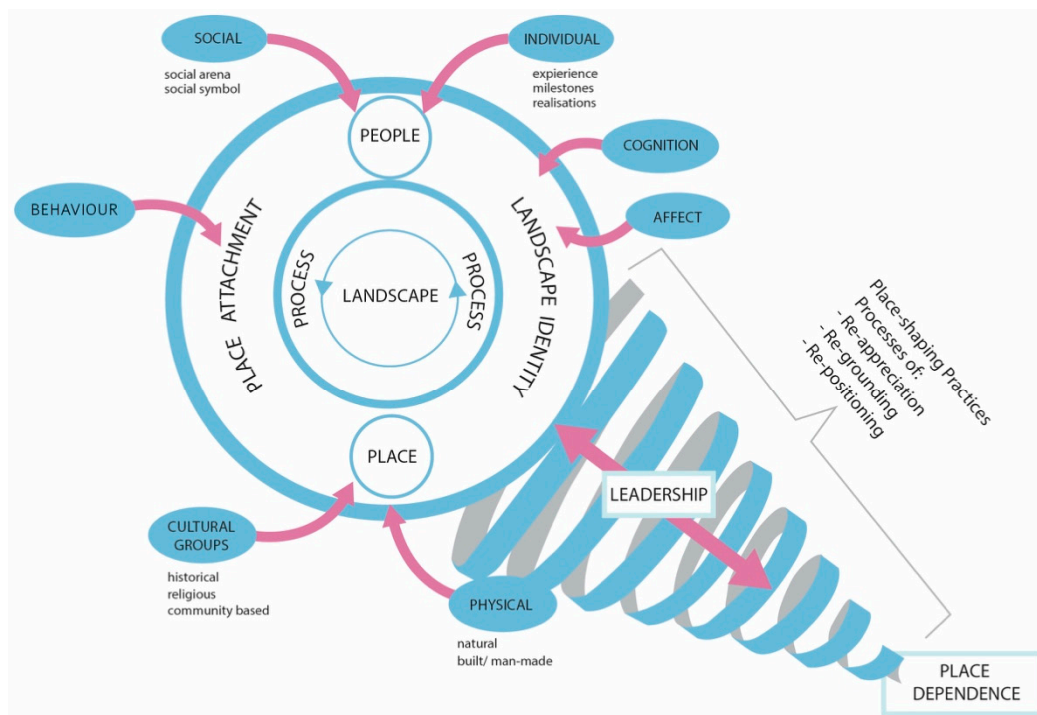 SOCIAL
social arena
social symbol
INDIVIDUAL
expierience
milestones
realisations
PEOPLE
COGNITION
BEHAVIOUR
AFFECT
PLACE ATTACHMENT
PROCESS
LANDSCAPE
PROCESS
LANDSCAPE IDENTITY
Place-shaping Practices
Processes of:
- Re-appreciation
- Re-grounding
- Re-positioning
PLACE
LEADERSHIP
CULTURAL
GROUPS
historical
religious
community based
PHYSICAL
natural
built/ man-made
PLACE
DEPENDENCE